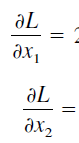 ∂L/∂x₁ =
∂L/∂x₂ =